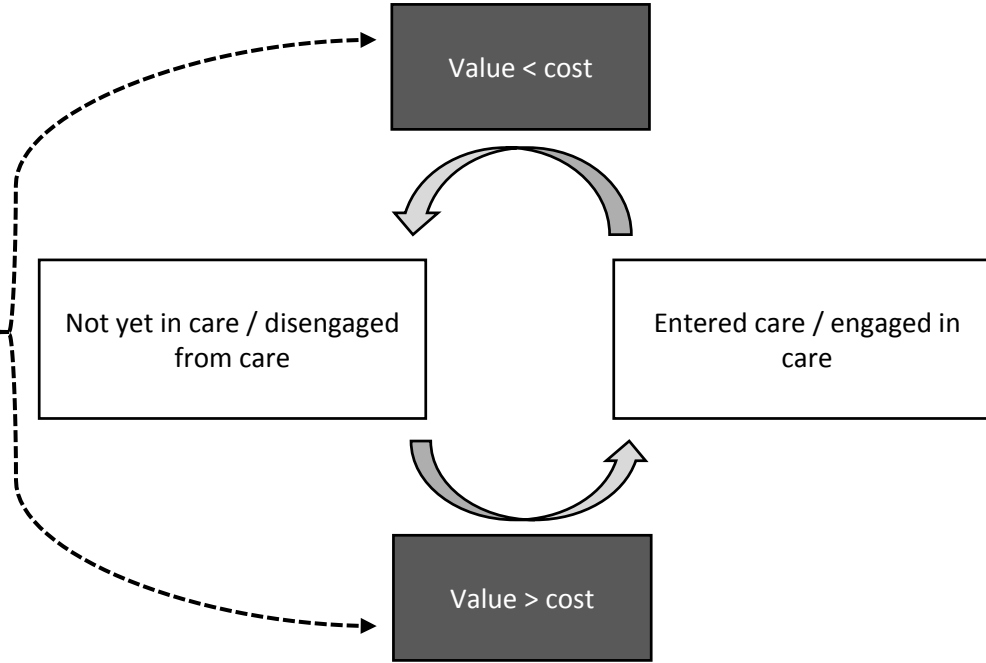 Value < cost
Not yet in care / disengaged
from care
Entered care / engaged in
care
Value > cost